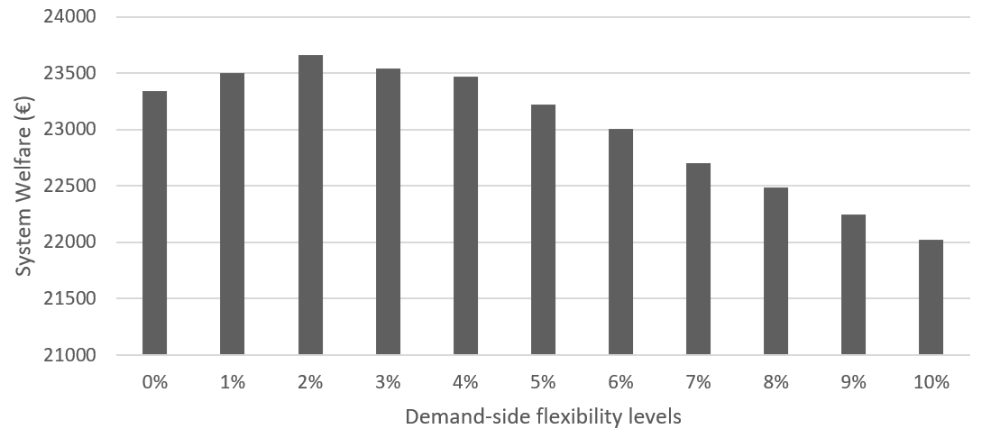 24000
23500
23000
22500
22000
21500
21000
System Welfare (€)
0% 1% 2% 3% 4% 5% 6% 7% 8% 9% 10%
Demand-side flexibility levels